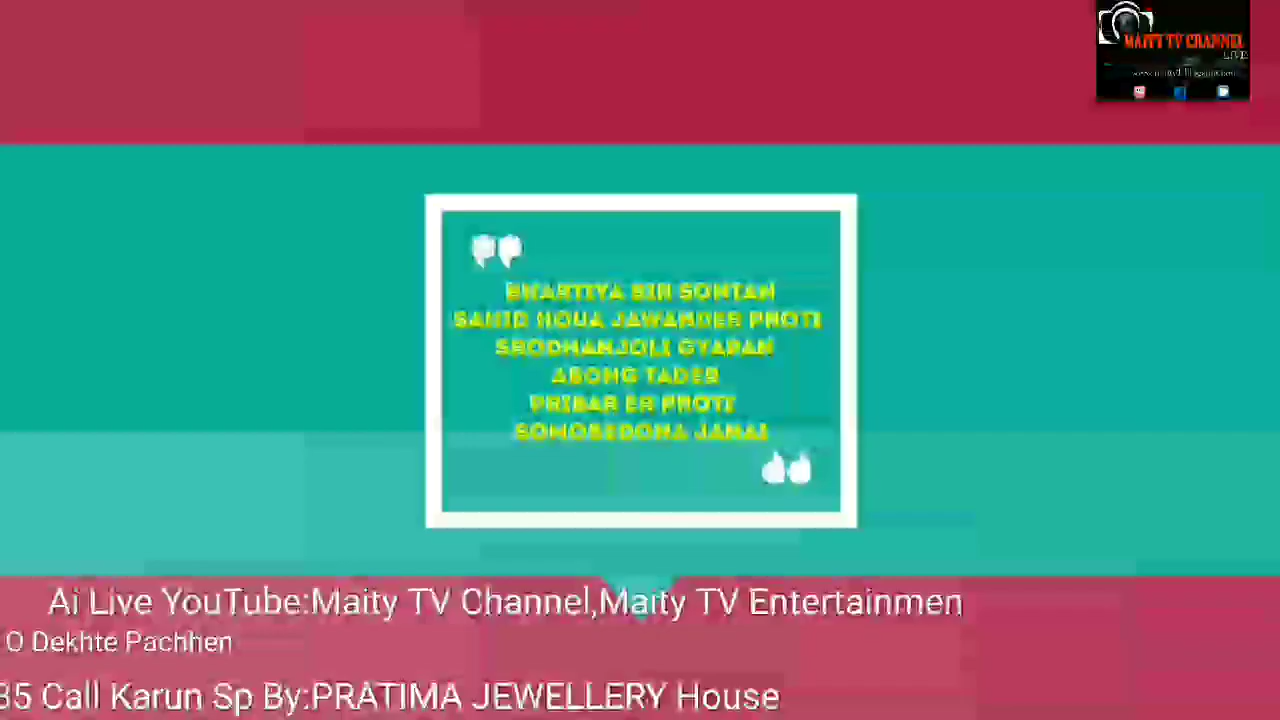 MAITY TV CHANNEL
LIVE
BHARTIYA BIR SONTAN
SAHID HOUA JAWANDER PROTI
SRODHANJOLI GYAPAN
ABONG TADER
PRIBAR ER PROTI
SOMOBEDONA JANAI
Ai Live YouTube:Maity TV Channel,Maity TV Entertainmen
O Dekhte Pachhen
35 Call Karun Sp By:PRATIMA JEWELLERY House